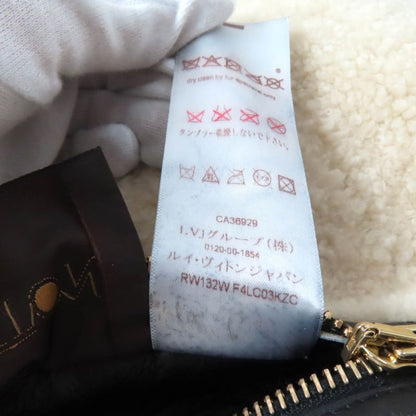 dry clean by fur specialist only
タンブラー乾燥しないで下さい
CA36929
LVJグループ(株)
0120-00-1854
ルイ・ヴィトンジャパン
RW132W F4LC03KZC